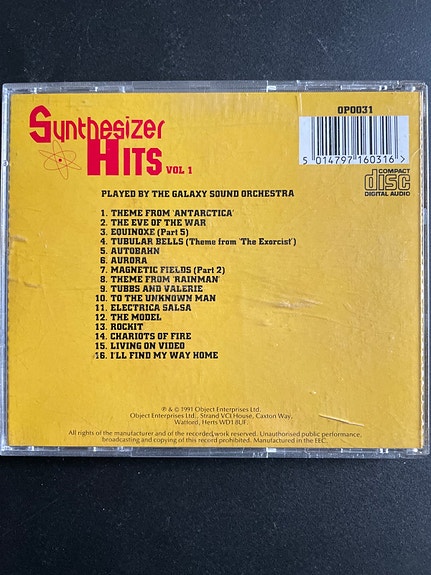 Synthesizer
HITS VOL 1
OP0031
5 014797 160316 >
COMPACT
disc
DIGITAL AUDIO
PLAYED BY THE GALAXY SOUND ORCHESTRA
1. THEME FROM 'ANTARCTICA'
2. THE EVE OF THE WAR
3. EQUINOXE (Part 5)
4. TUBULAR BELLS (Theme from 'The Exorcist')
5. AUTOBAHN
6. AURORA
7. MAGNETIC FIELDS (Part 2)
8. THEME FROM 'RAINMAN'
9. TUBBS AND VALERIE
10. TO THE UNKNOWN MAN
11. ELECTRICA SALSA
12. THE MODEL
13. ROCKIT
14. CHARIOTS OF FIRE
15. LIVING ON VIDEO
16. I'LL FIND MY WAY HOME
℗ & © 1991 Object Enterprises Ltd.
Object Enterprises Ltd., Strand VCI House, Caxton Way,
Watford, Herts WD1 8UF.
All rights of the manufacturer and of the recorded work reserved. Unauthorised public performance,
broadcasting and copying of this record prohibited. Manufactured in the EEC.